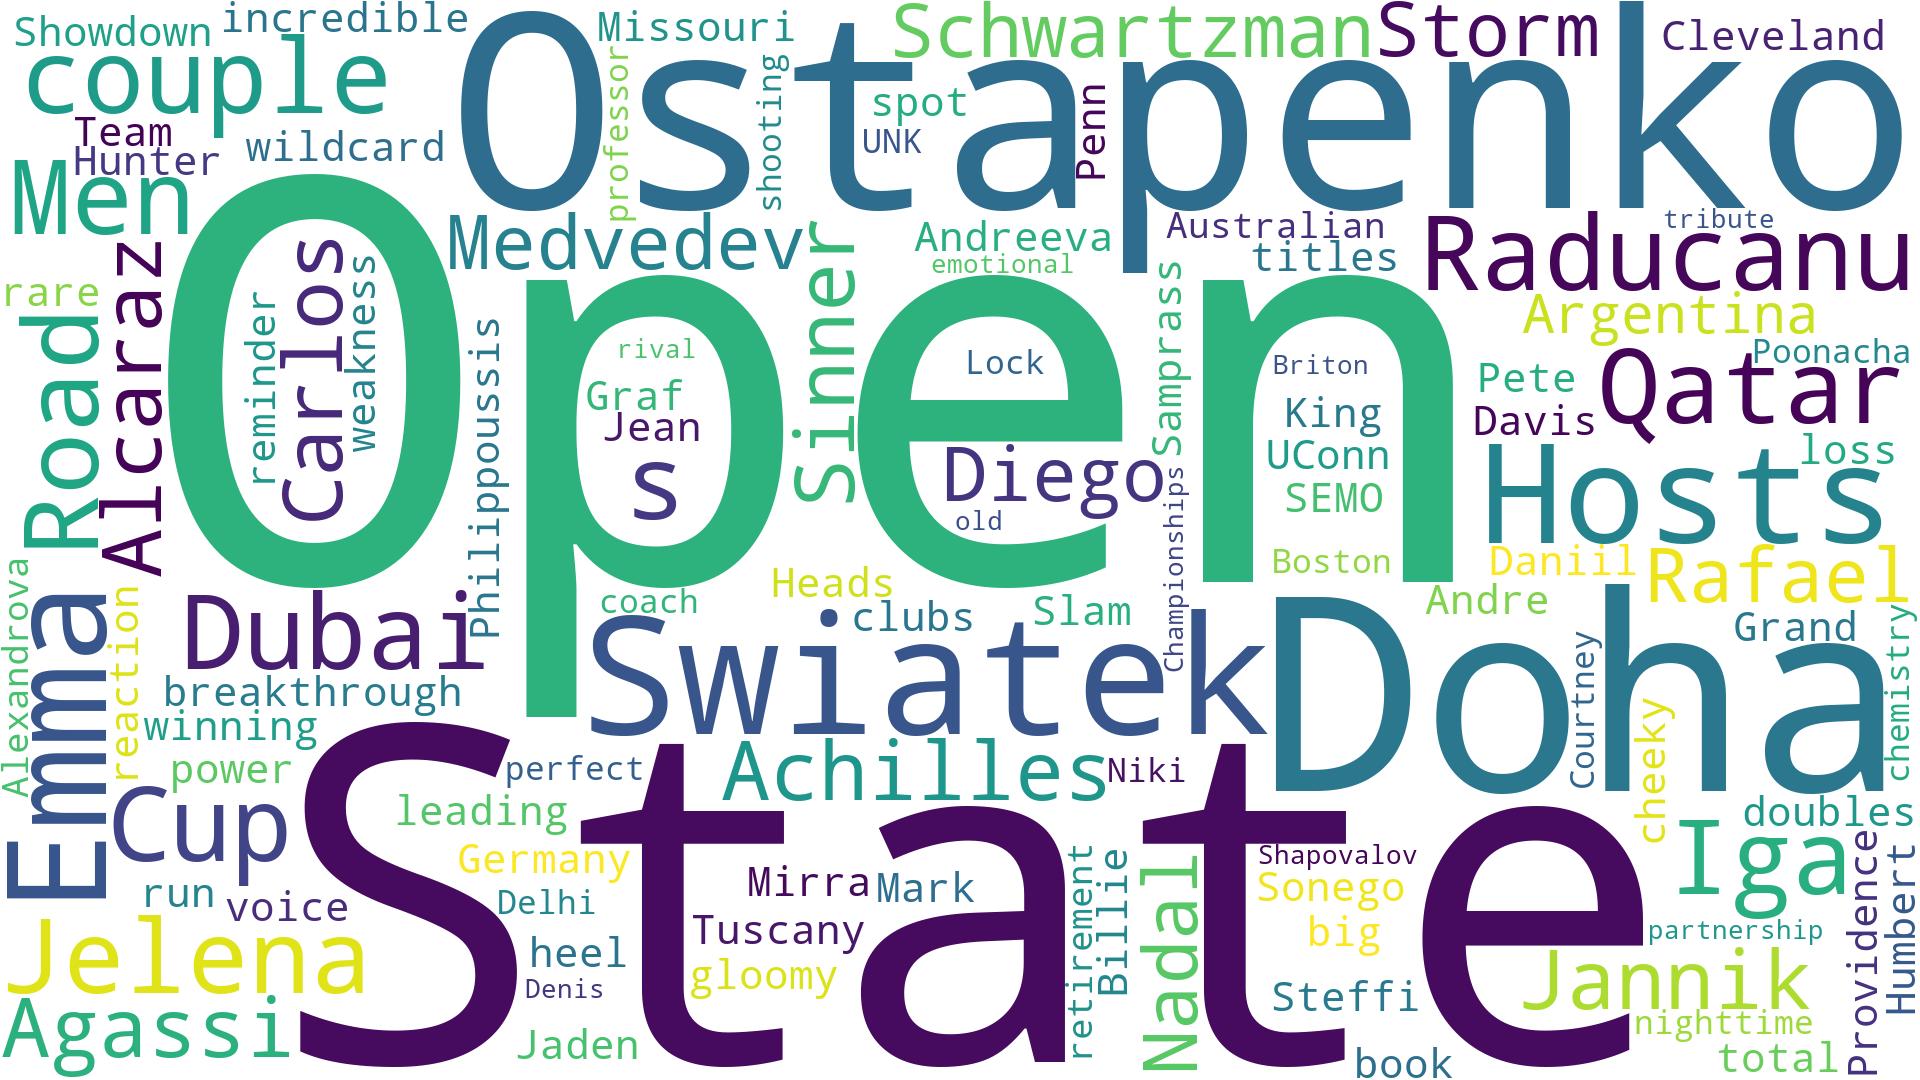 Showdown
incredible
Missouri
Schwartzman
Storm
Cleveland
couple
Ostapenko
professor
shooting
spot
Penn
Team
wildcard
UNK
Hunter
Men
Medvedev
Andreeva
Australian
tribute
Raducanu
emotional
titles
rare
Alcaraz
Carlos
reminder
weakness
Open
Sinner
Samprass
Argentina
Road
Philippoussis
rival
Lock
Briton
Poonacha
Graf
Jean
King
Pete
Qatar
Davis
s
Diego
UConn
loss
SEMO
Hosts
old
Championships
Boston
Daniil
Rafael
Alexandrova
Emma
reaction
Dubai
coach
Heads
clubs
Slam
Andre
Grand
chemistry
Swiatek
Doha
Courtney
breakthrough
winning
cheeky
power
perfect
Achilles
Niki
Cup
State
leading
doubles
Iga
Germany
Shapovalov
run
voice
Delhi
Mirra
Mark
retirement
Billie
Nadal
Sonego
Providence
Humbert
Jelena
heel
Tuscany
big
partnership
gloomy
Denis
Steffi
Jannik
Agassi
Jaden
nighttime
book
total